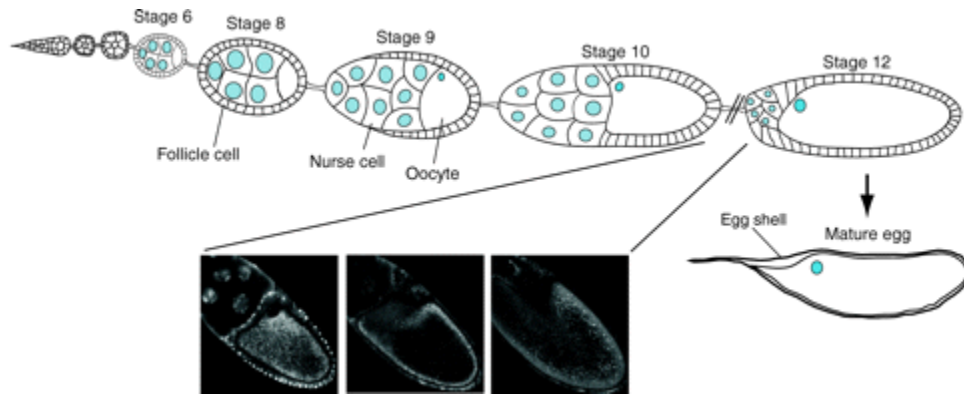 Stage 6
Stage 8
Stage 9
Stage 10
Stage 12
Follicle cell
Nurse cell
Oocyte
Egg shell
Mature egg